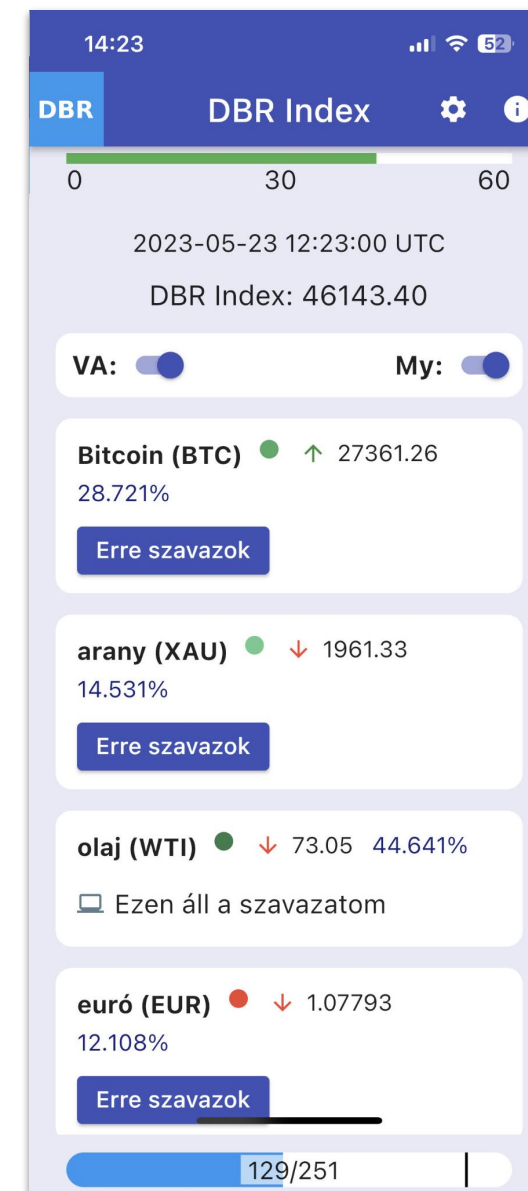 14:23 52
DBR DBR Index
0 30 60
2023-05-23 12:23:00 UTC
DBR Index: 46143.40
VA: My:
Bitcoin (BTC) ↑ 27361.26
28.721%
Erre szavazok
arany (XAU) ↓ 1961.33
14.531%
Erre szavazok
olaj (WTI) ↓ 73.05 44.641%
Ezen áll a szavazatom
euró (EUR) ↓ 1.07793
12.108%
Erre szavazok
129/251